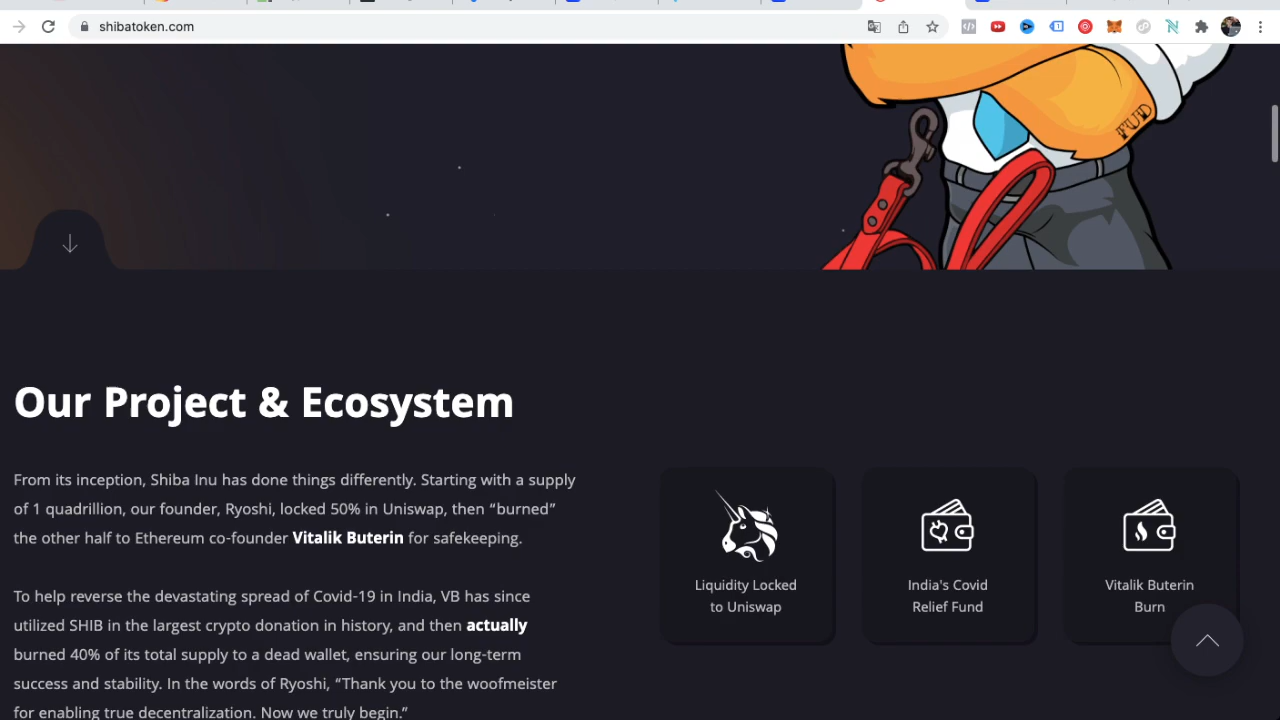 shibatoken.com
FUD
Our Project & Ecosystem
From its inception, Shiba Inu has done things differently. Starting with a supply
of 1 quadrillion, our founder, Ryoshi, locked 50% in Uniswap, then “burned”
the other half to Ethereum co-founder Vitalik Buterin for safekeeping.
To help reverse the devastating spread of Covid-19 in India, VB has since
utilized SHIB in the largest crypto donation in history, and then actually
burned 40% of its total supply to a dead wallet, ensuring our long-term
success and stability. In the words of Ryoshi, “Thank you to the woofmeister
for enabling true decentralization. Now we truly begin.”
Liquidity Locked
to Uniswap
India's Covid
Relief Fund
Vitalik Buterin
Burn